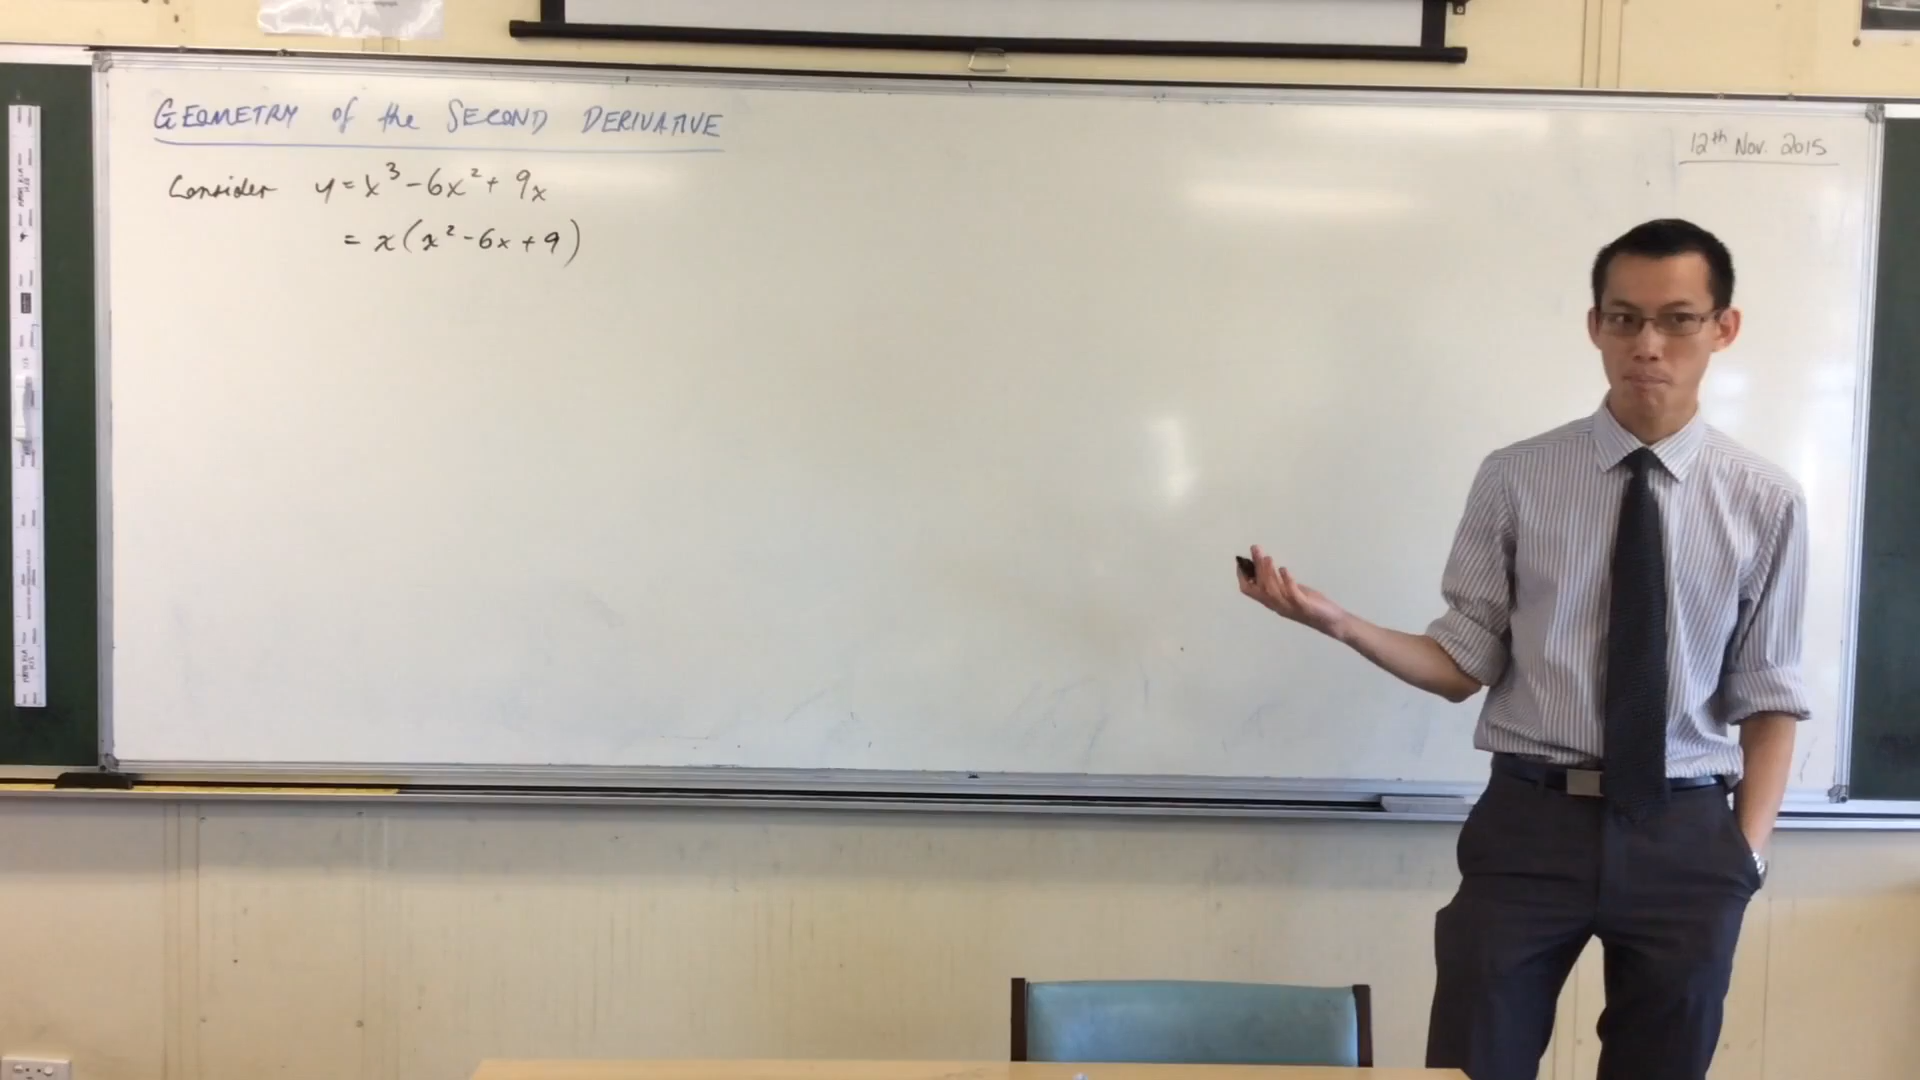 GEOMETRY of the SECOND DERIVATIVE
12th Nov. 2015
Consider y = x³ - 6x² + 9x
= x(x² - 6x + 9)